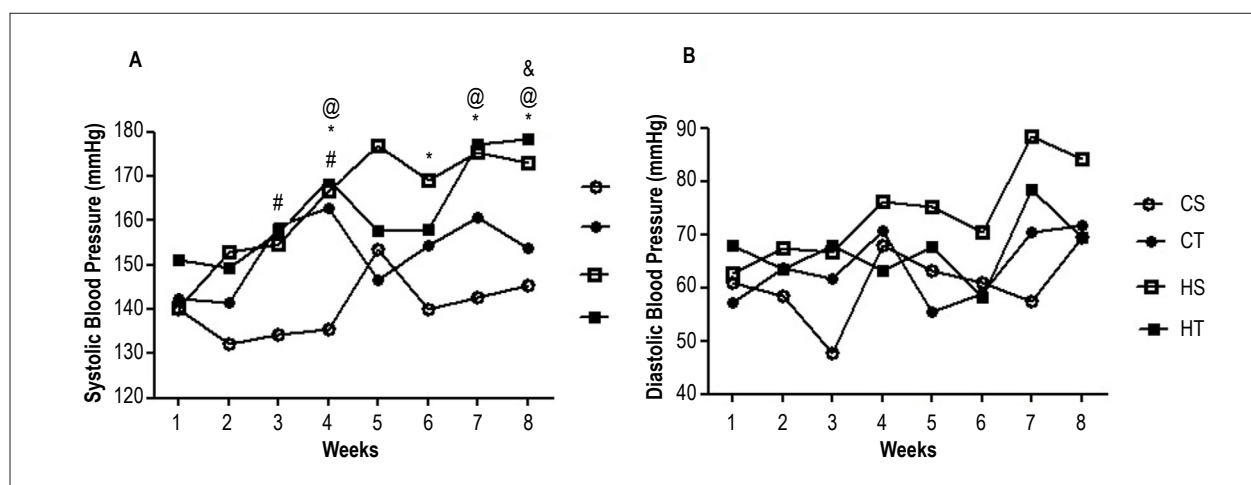 A
Systolic Blood Pressure (mmHg)
180
170
160
150
140
130
120
#
@
*
#
*
@
*
&
@
*
1 2 3 4 5 6 7 8
Weeks
B
Diastolic Blood Pressure (mmHg)
90
80
70
60
50
40
1 2 3 4 5 6 7 8
Weeks
CS
CT
HS
HT